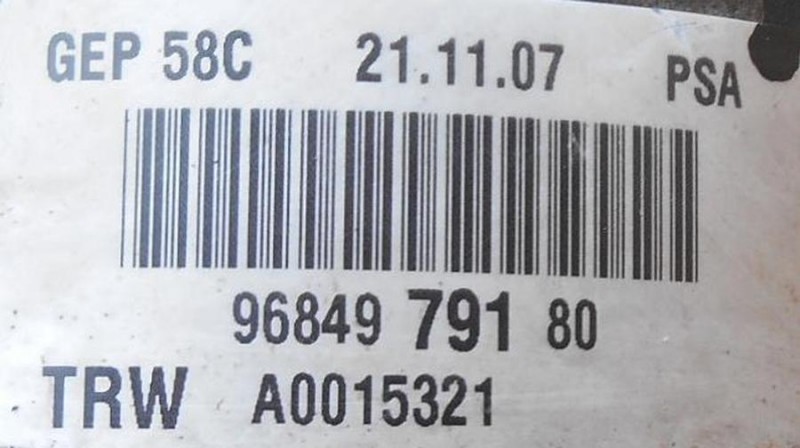 GEP 58C 21.11.07 PSA
96849 791 80
TRW A0015321